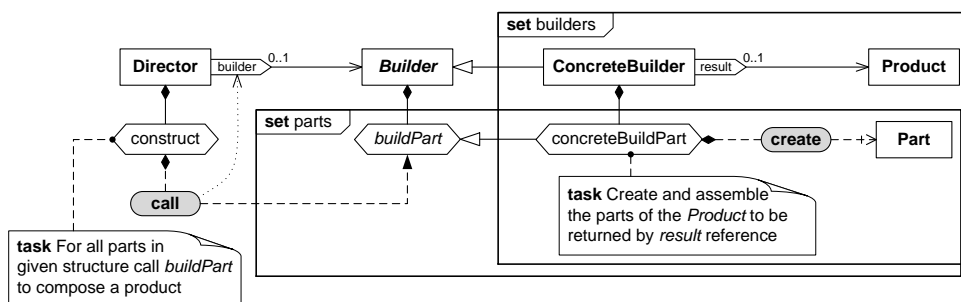 set builders
Director
builder
0..1
Builder
ConcreteBuilder
result
0..1
Product
set parts
construct
buildPart
concreteBuildPart
create
Part
call
task Create and assemble
the parts of the Product to be
returned by result reference
task For all parts in
given structure call buildPart
to compose a product